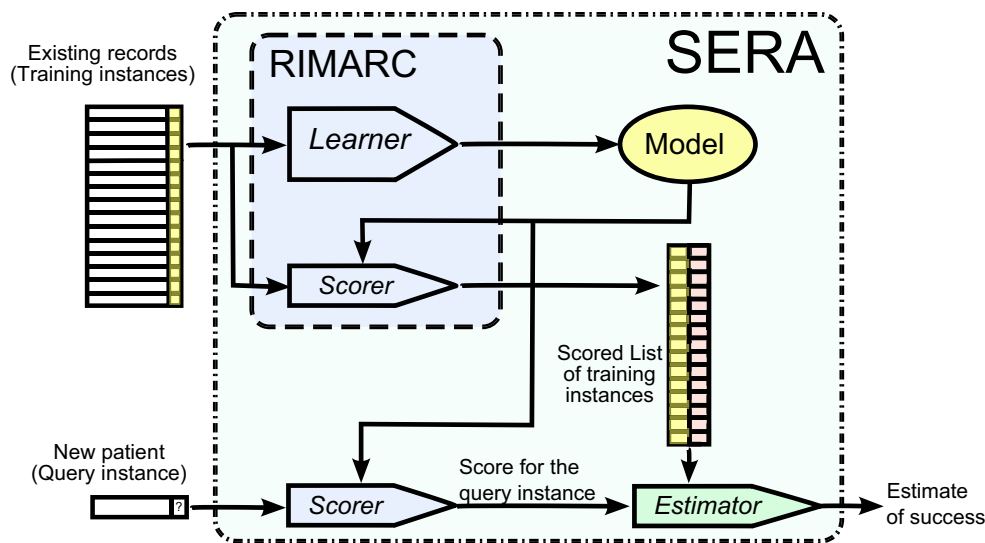 SERA
RIMARC
Existing records
(Training instances)
Learner
Model
Scorer
Scored List
of training
instances
New patient
(Query instance)
?
Scorer
Score for the
query instance
Estimator
Estimate
of success